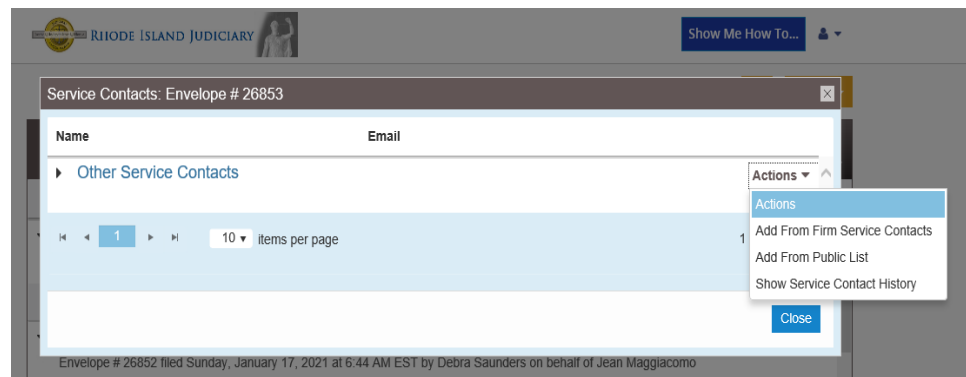 RHODE ISLAND JUDICIARY
Show Me How To...
Service Contacts: Envelope # 26853
Name Email
Other Service Contacts
Actions
Actions
Add From Firm Service Contacts
Add From Public List
Show Service Contact History
1
10 items per page
1
Close
Envelope # 26852 filed Sunday, January 17, 2021 at 6:44 AM EST by Debra Saunders on behalf of Jean Maggiacomo